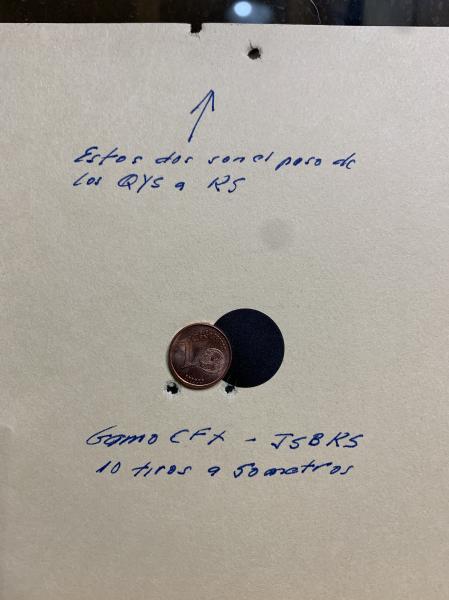 Estos dos son el paso de
los QYS a RS
Gamo CFX - JSB RS
10 tiros a 50 metros